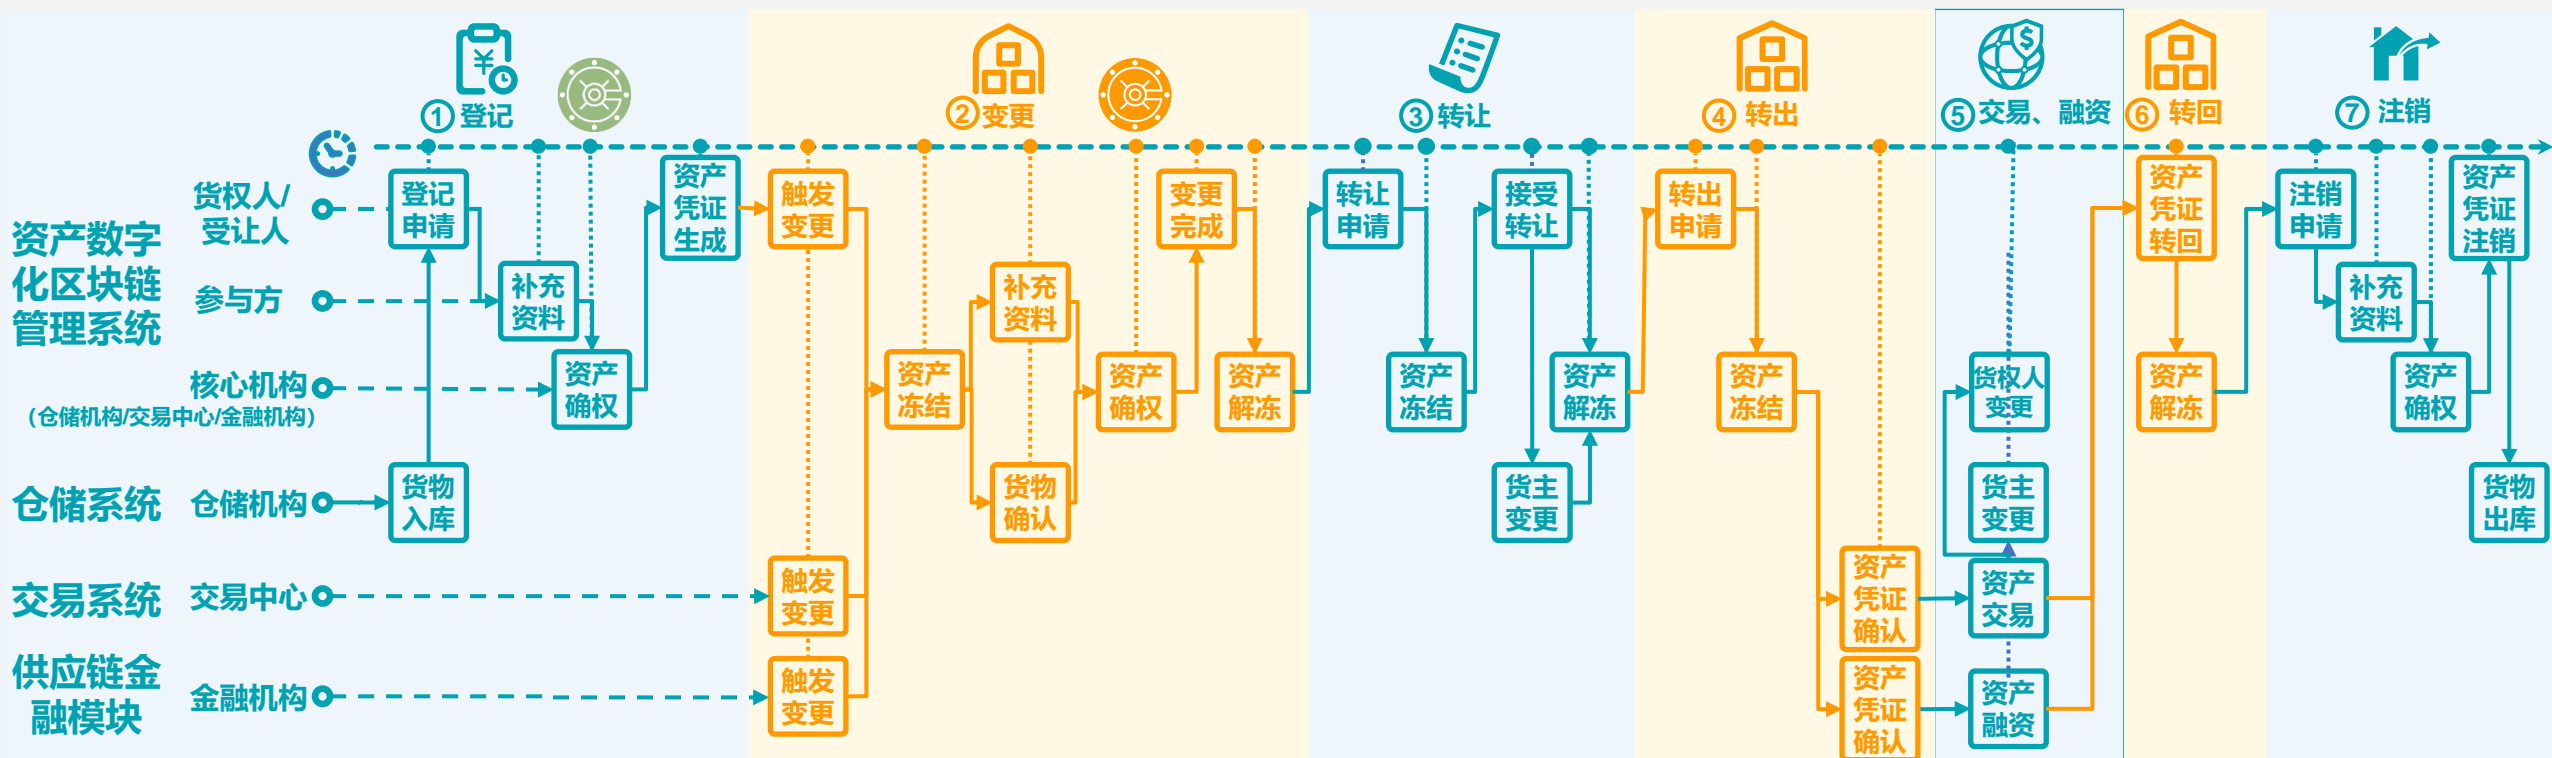 ① 登记
② 变更
③ 转让
④ 转出
⑤ 交易、融资
⑥ 转回
⑦ 注销
资产数字
化区块链
管理系统
货权人/
受让人
参与方
核心机构
（仓储机构/交易中心/金融机构）
仓储系统
仓储机构
交易系统
交易中心
供应链金
融模块
金融机构
登记
申请
补充
资料
资产
确权
资产
凭证
生成
货物
入库
触发
变更
触发
变更
触发
变更
资产
冻结
补充
资料
货物
确认
资产
确权
变更
完成
资产
解冻
转让
申请
资产
冻结
接受
转让
货主
变更
资产
解冻
转出
申请
资产
冻结
资产
凭证
确认
资产
凭证
确认
货权人
变更
货主
变更
资产
交易
资产
融资
资产
凭证
转回
资产
解冻
注销
申请
补充
资料
资产
确权
资产
凭证
注销
货物
出库